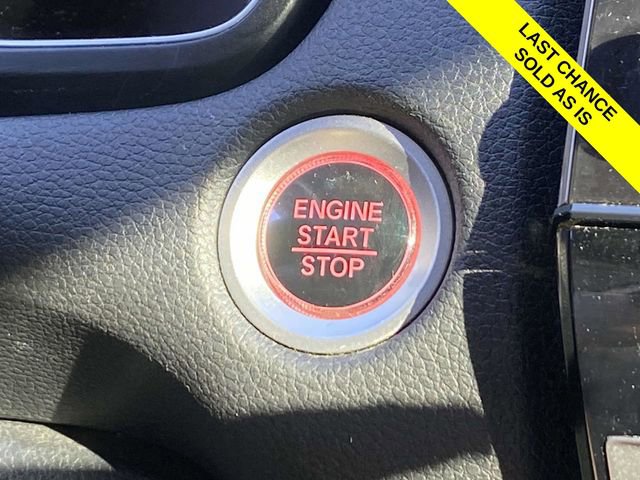 LAST CHANCE
SOLD AS IS
ENGINE
START
STOP